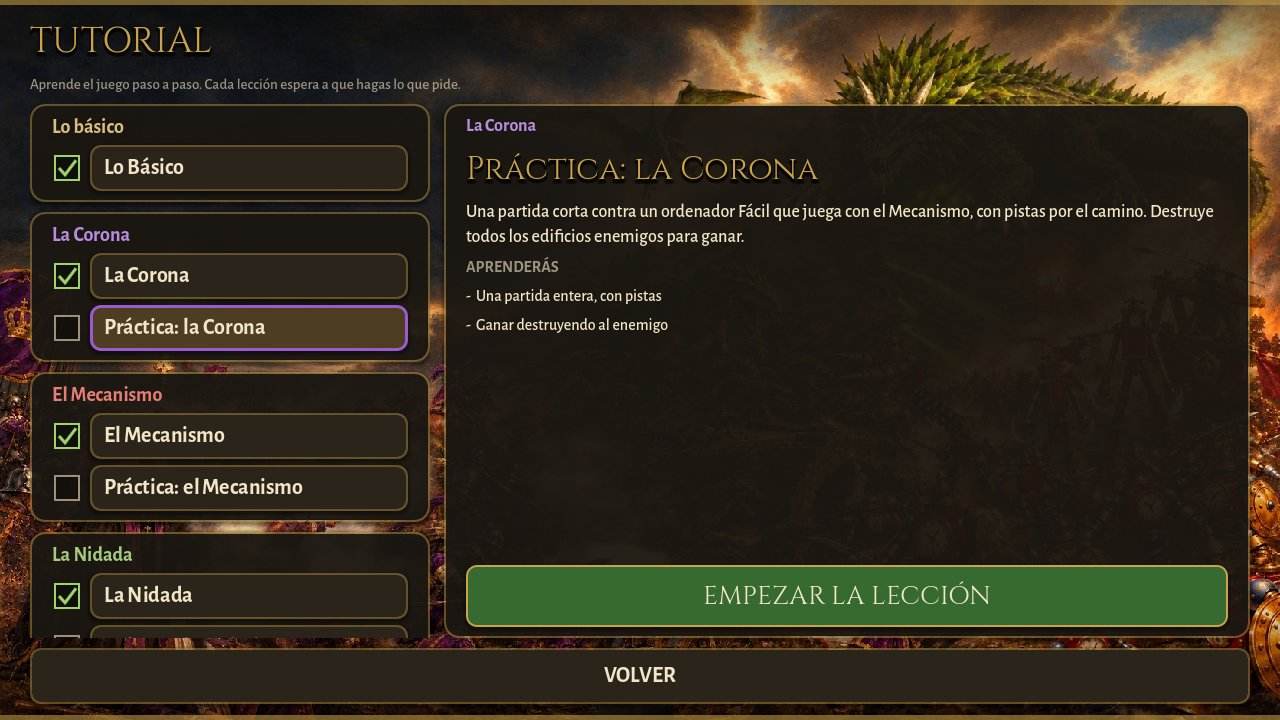 TUTORIAL
Aprende el juego paso a paso. Cada lección espera a que hagas lo que pide.
Lo básico
Lo Básico
La Corona
La Corona
Práctica: la Corona
El Mecanismo
El Mecanismo
Práctica: el Mecanismo
La Nidada
La Nidada
La Corona
Práctica: la Corona
Una partida corta contra un ordenador Fácil que juega con el Mecanismo, con pistas por el camino. Destruye
todos los edificios enemigos para ganar.
APRENDERÁS
- Una partida entera, con pistas
- Ganar destruyendo al enemigo
EMPEZAR LA LECCIÓN
VOLVER